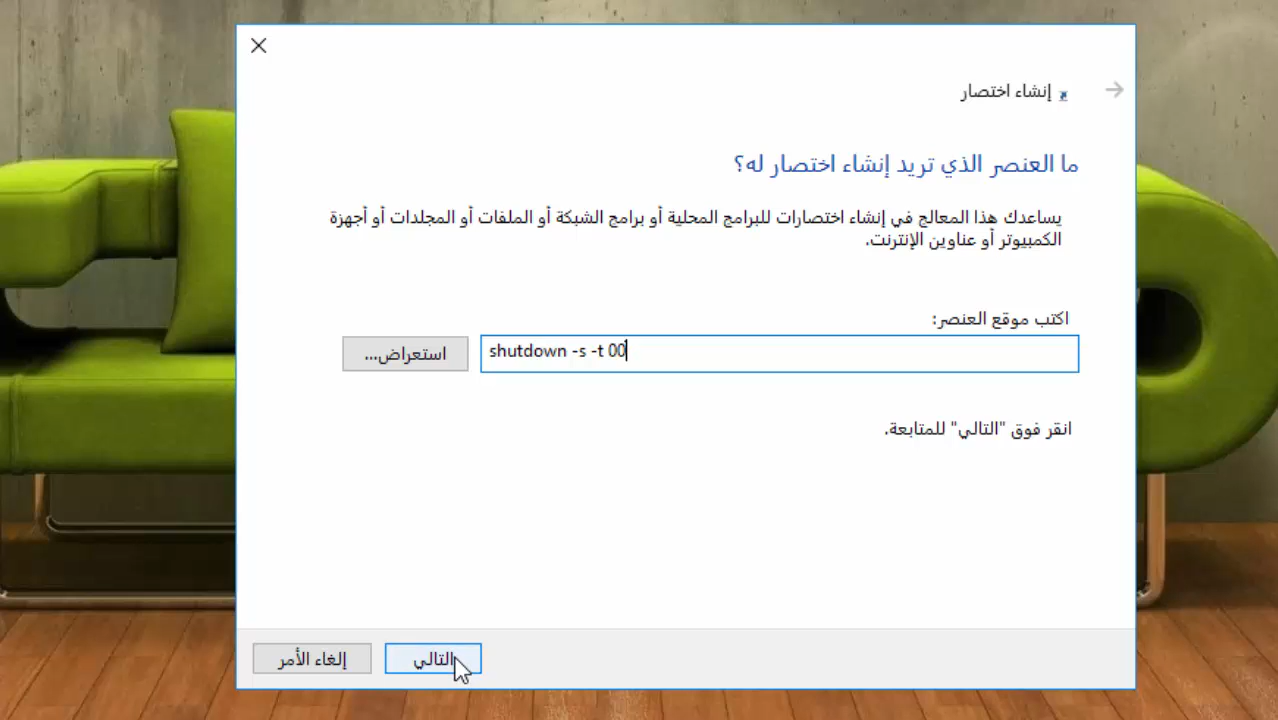 إنشاء اختصار
ما العنصر الذي تريد إنشاء اختصار له؟
يساعدك هذا المعالج في إنشاء اختصارات للبرامج المحلية أو برامج الشبكة أو الملفات أو المجلدات أو أجهزة
الكمبيوتر أو عناوين الإنترنت.
اكتب موقع العنصر:
shutdown -s -t 00
استعراض...
انقر فوق "التالي" للمتابعة.
التالي
إلغاء الأمر